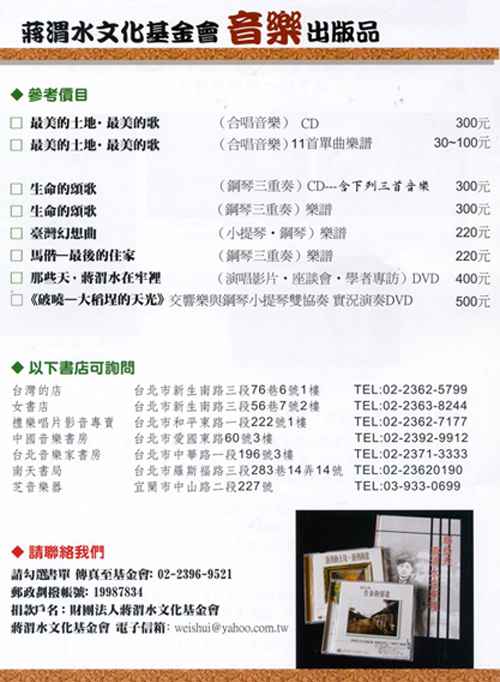 蔣渭水文化基金會 音樂 出版品
◆ 參考價目
□ 最美的土地・最美的歌 （合唱音樂） CD 300元
□ 最美的土地・最美的歌 （合唱音樂）11首單曲樂譜 30~100元
□ 生命的頌歌 （鋼琴三重奏）CD---含下列三首音樂 300元
□ 生命的頌歌 （鋼琴三重奏）樂譜 300元
□ 臺灣幻想曲 （小提琴・鋼琴）樂譜 220元
□ 馬偕—最後的住家 （鋼琴三重奏）樂譜 220元
□ 那些天，蔣渭水在牢裡 （演唱影片・座談會・學者專訪）DVD 400元
□ 《破曉—大稻埕的天光》交響樂與鋼琴小提琴雙協奏 實況演奏DVD 500元
◆ 以下書店可詢問
台灣的店 台北市新生南路三段76巷6號1樓 TEL:02-2362-5799
女書店 台北市新生南路三段56巷7號2樓 TEL:02-2363-8244
禮樂唱片影音專賣 台北市和平東路一段222號1樓 TEL:02-2362-7177
中國音樂書房 台北市愛國東路60號3樓 TEL:02-2392-9912
台北音樂家書房 台北市中華路一段196號3樓 TEL:02-2371-3333
南天書局 台北市羅斯福路三段283巷14弄14號 TEL:02-23620190
芝音樂器 宜蘭市中山路二段227號 TEL:03-933-0699
◆ 請聯絡我們
請勾選書單 傳真至基金會: 02-2396-9521
郵政劃撥帳號: 19987834
捐款戶名：財團法人蔣渭水文化基金會
蔣渭水文化基金會 電子信箱: weishui@yahoo.com.tw
最美的土地・最美的歌
生命的頌歌